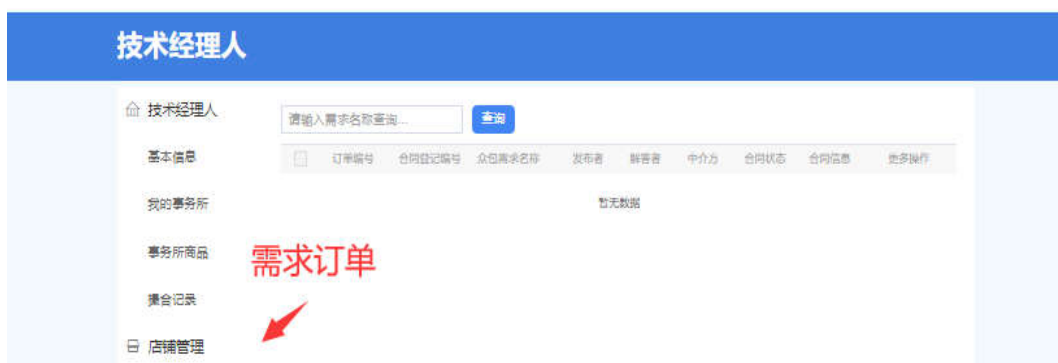 技术经理人
技术经理人
请输入需求名称查询...
查询
基本信息
订单编号 合同登记编号 众包需求名称 发布者 解答者 中介方 合同状态 合同信息 更多操作
我的事务所
暂无数据
事务所商品
需求订单
撮合记录
店铺管理